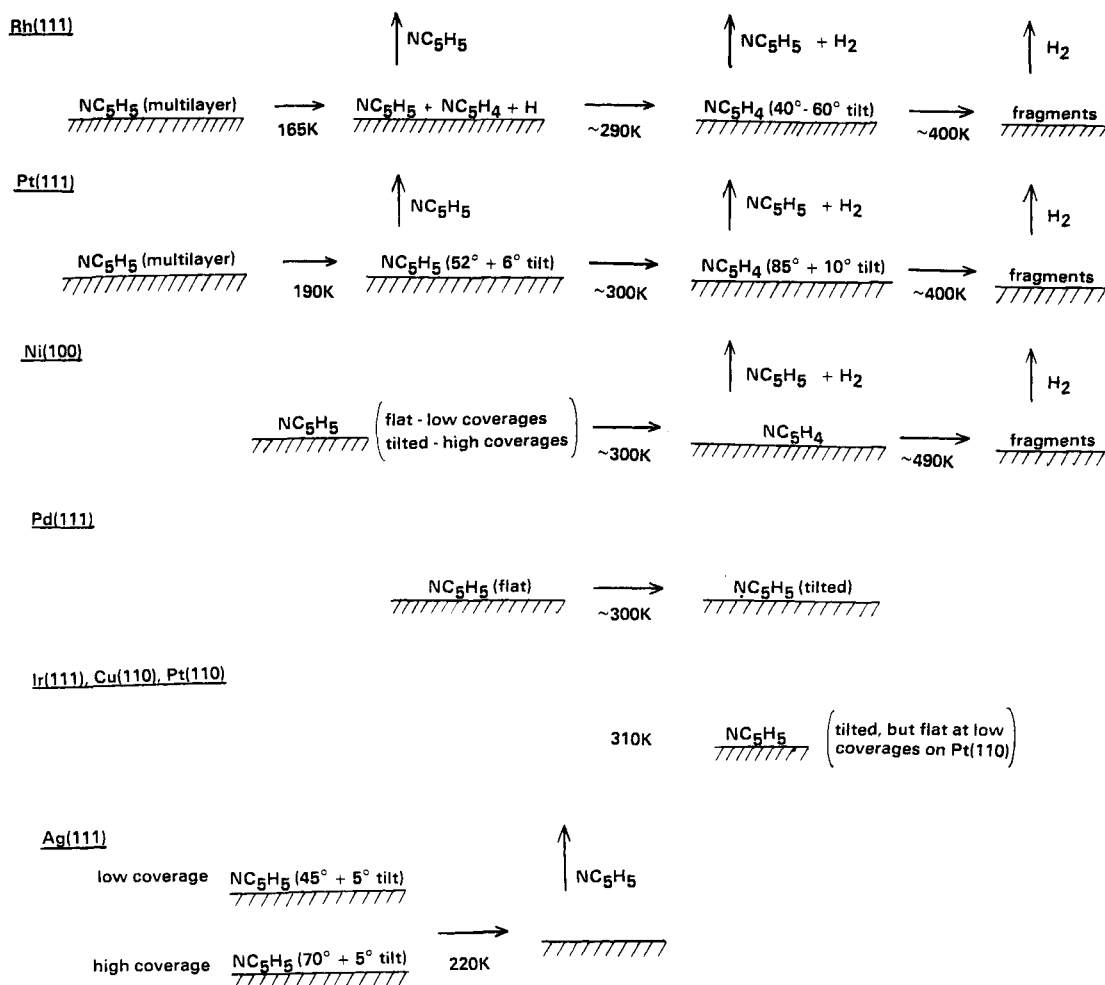 Rh(111)
NC5H5
NC5H5 + H2
H2
NC5H5 (multilayer)
165K
NC5H5 + NC5H4 + H
~290K
NC5H4 (40° - 60° tilt)
~400K
fragments
Pt(111)
NC5H5
NC5H5 + H2
H2
NC5H5 (multilayer)
190K
NC5H5 (52° + 6° tilt)
~300K
NC5H4 (85° + 10° tilt)
~400K
fragments
Ni(100)
NC5H5 + H2
H2
NC5H5
flat - low coverages
tilted - high coverages
~300K
NC5H4
~490K
fragments
Pd(111)
NC5H5 (flat)
~300K
NC5H5 (tilted)
Ir(111), Cu(110), Pt(110)
310K
NC5H5
tilted, but flat at low
coverages on Pt(110)
Ag(111)
low coverage
NC5H5 (45° + 5° tilt)
NC5H5
high coverage
NC5H5 (70° + 5° tilt)
220K